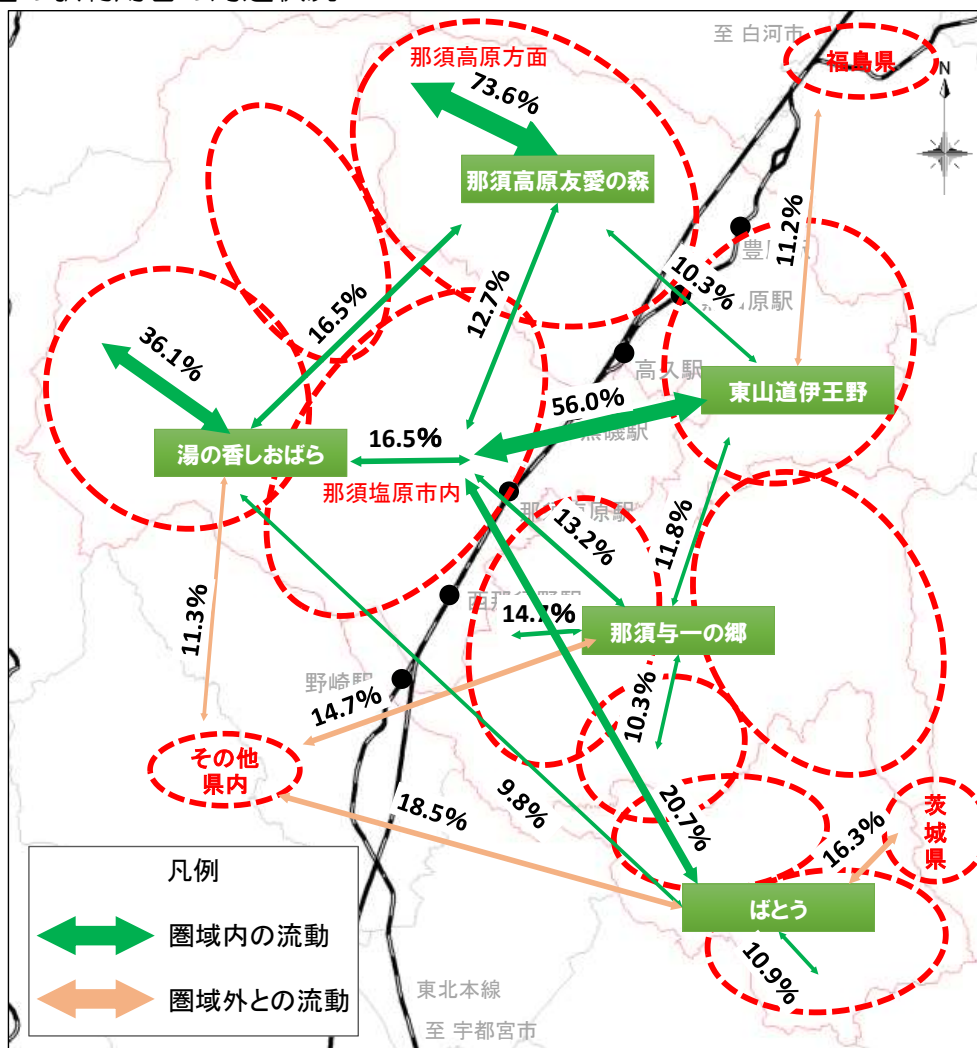 至 白河市
福島県
N
那須高原方面
73.6%
那須高原友愛の森
11.2%
10.3%
12.7%
16.5%
36.1%
高久駅
東山道伊王野
56.0%
黒磯駅
16.5%
湯の香しおばら
那須塩原市内
13.2%
11.8%
14.7%
那須与一の郷
11.3%
野崎駅
14.7%
10.3%
その他
県内
18.5%
9.8%
20.7%
16.3%
茨城県
ばとう
10.9%
凡例
圏域内の流動
圏域外との流動
東北本線
至 宇都宮市